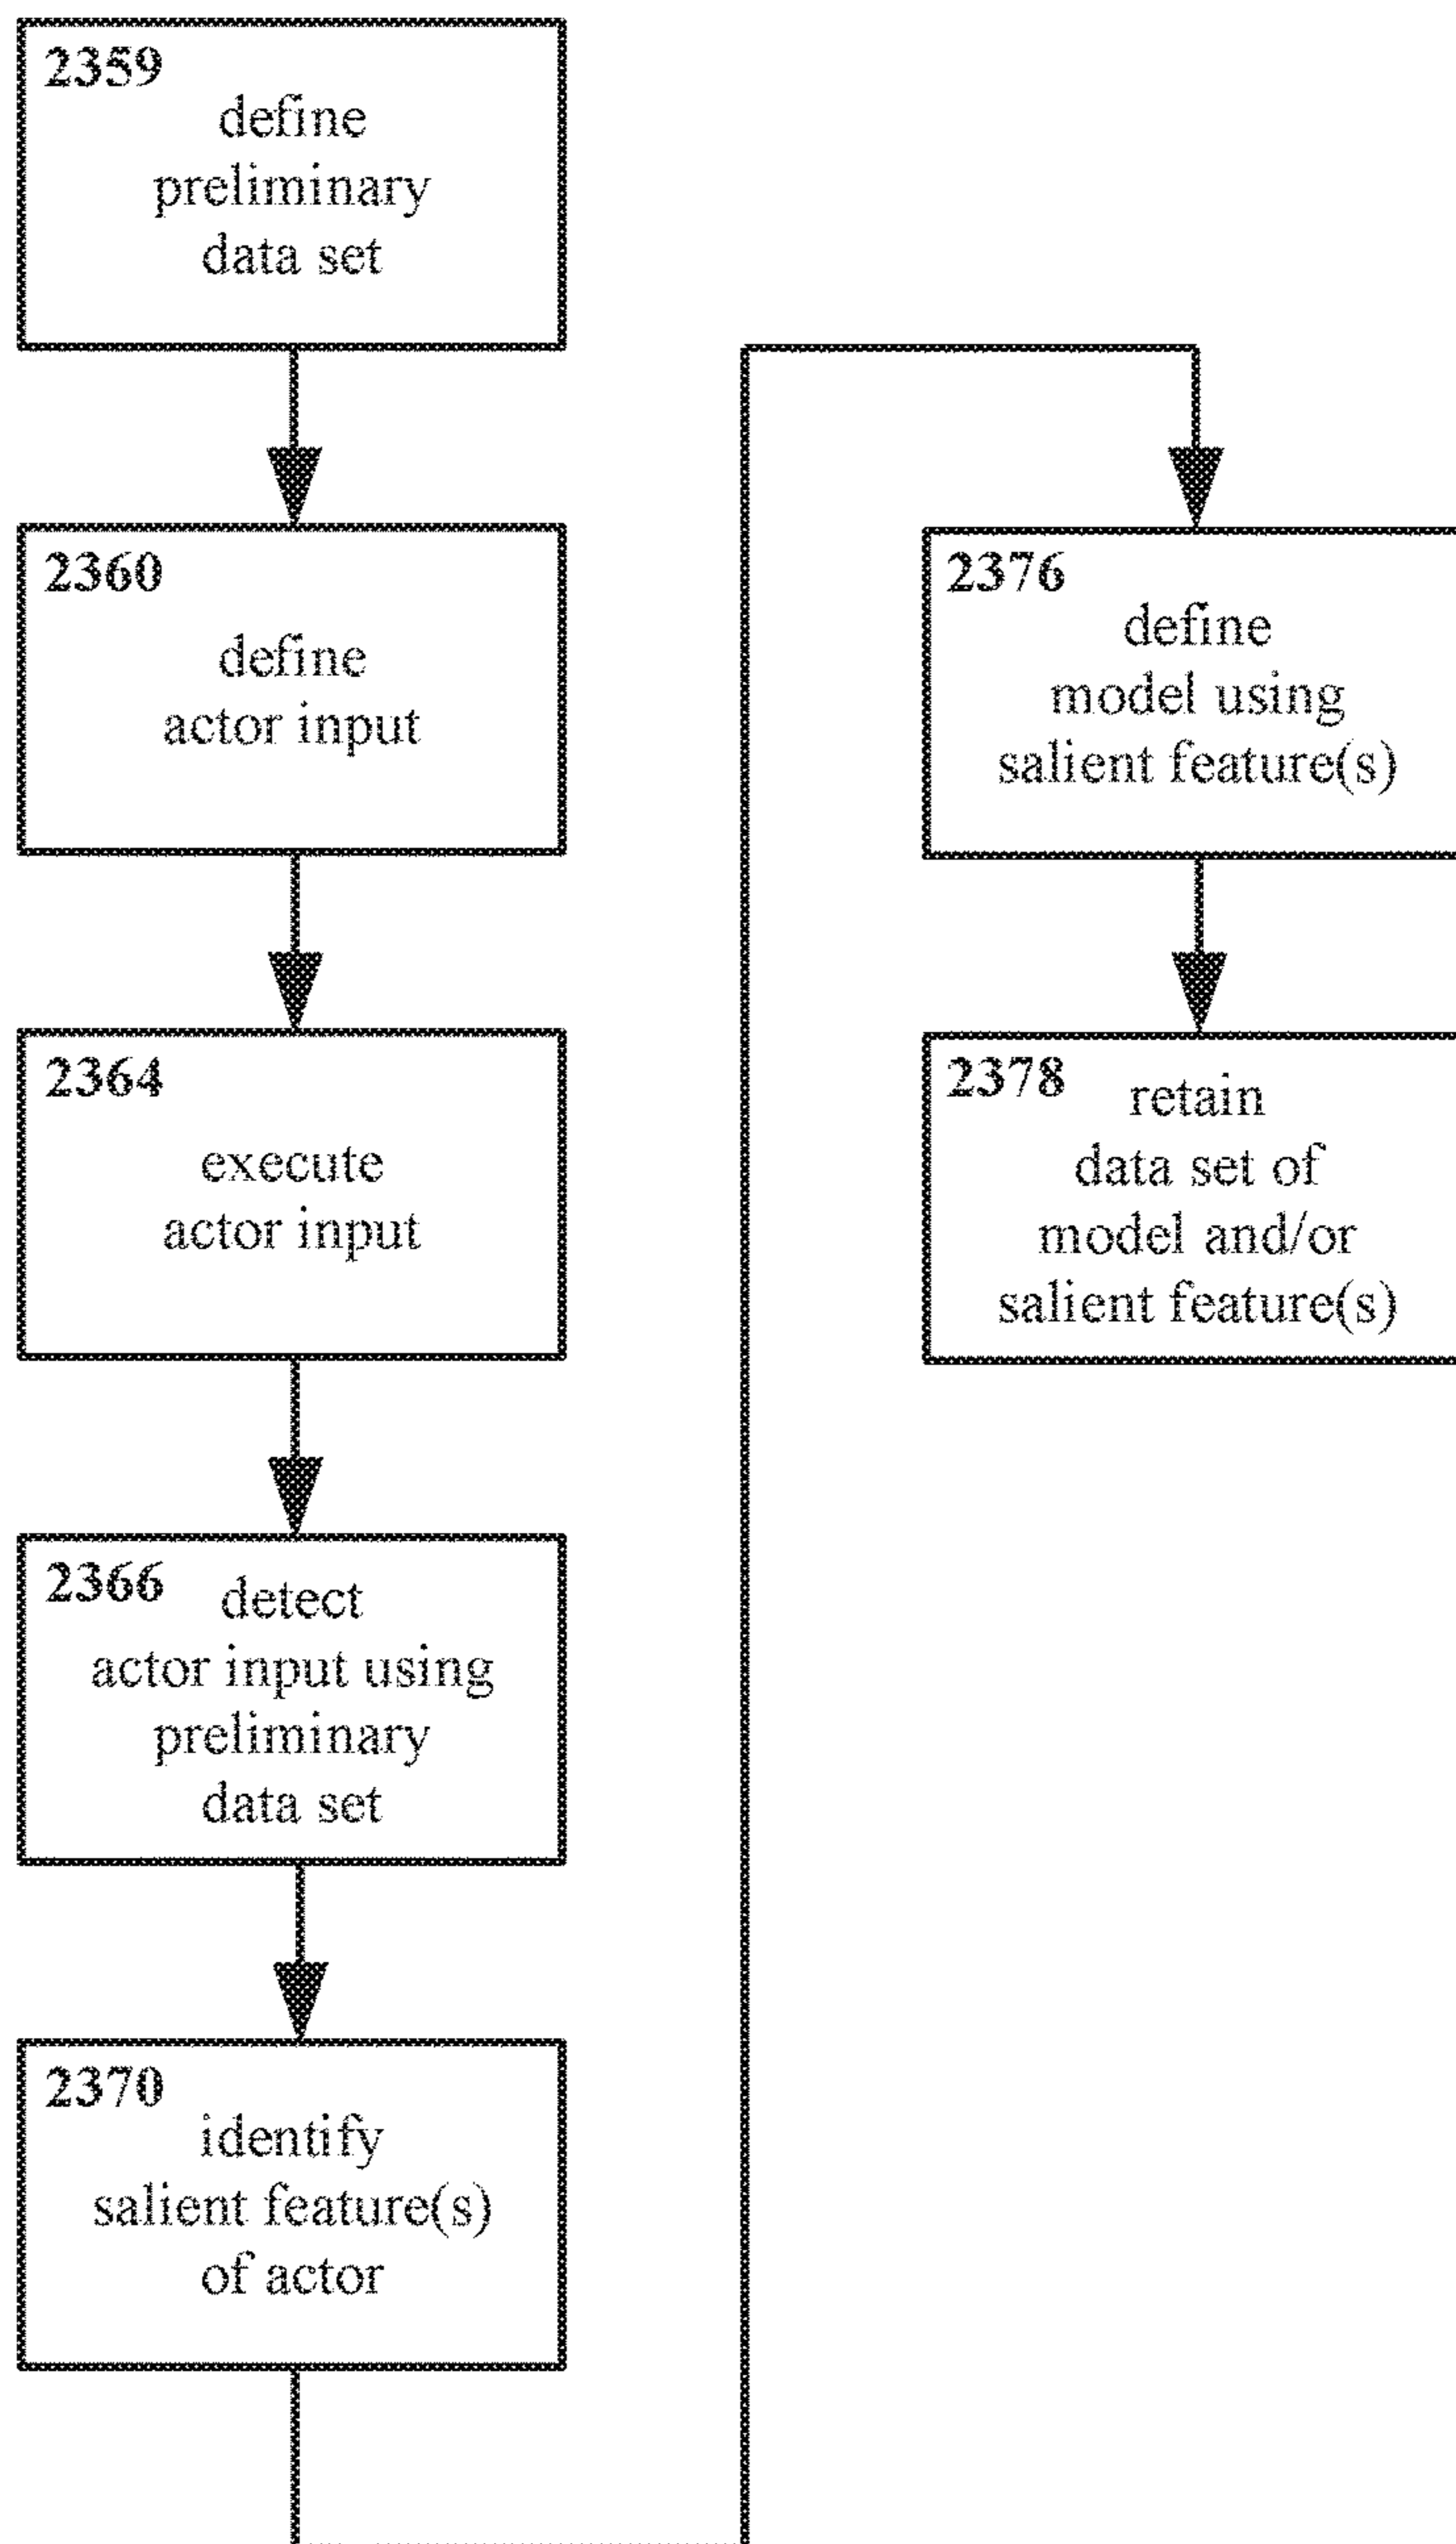 2359
define
preliminary
data set
2360
define
actor input
2364
execute
actor input
2366
detect
actor input using
preliminary
data set
2370
identify
salient feature(s)
of actor
2376
define
model using
salient feature(s)
2378
retain
data set of
model and/or
salient feature(s)